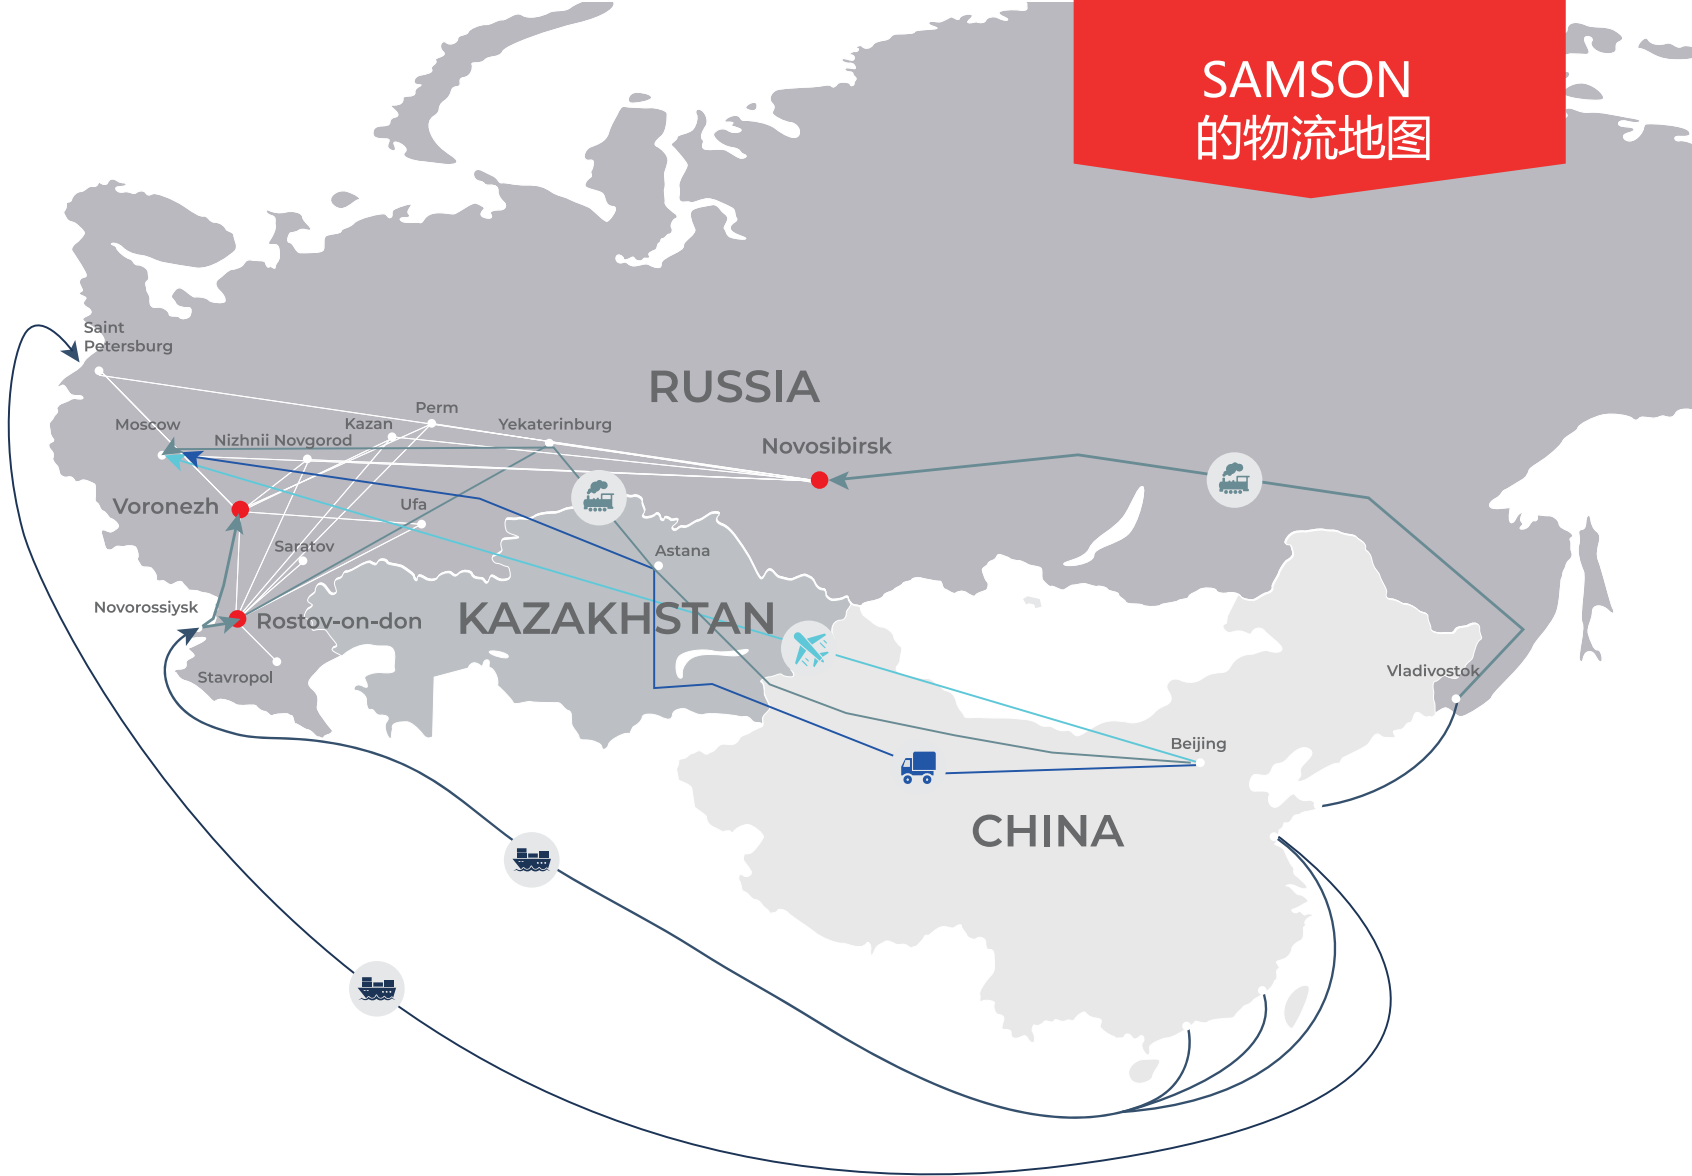 SAMSON
的物流地图
Saint
Petersburg
RUSSIA
Perm
Moscow
Kazan
Yekaterinburg
Nizhnii Novgorod
Novosibirsk
Voronezh
Ufa
Saratov
Astana
Novorossiysk
Rostov-on-don
KAZAKHSTAN
Stavropol
Vladivostok
Beijing
CHINA